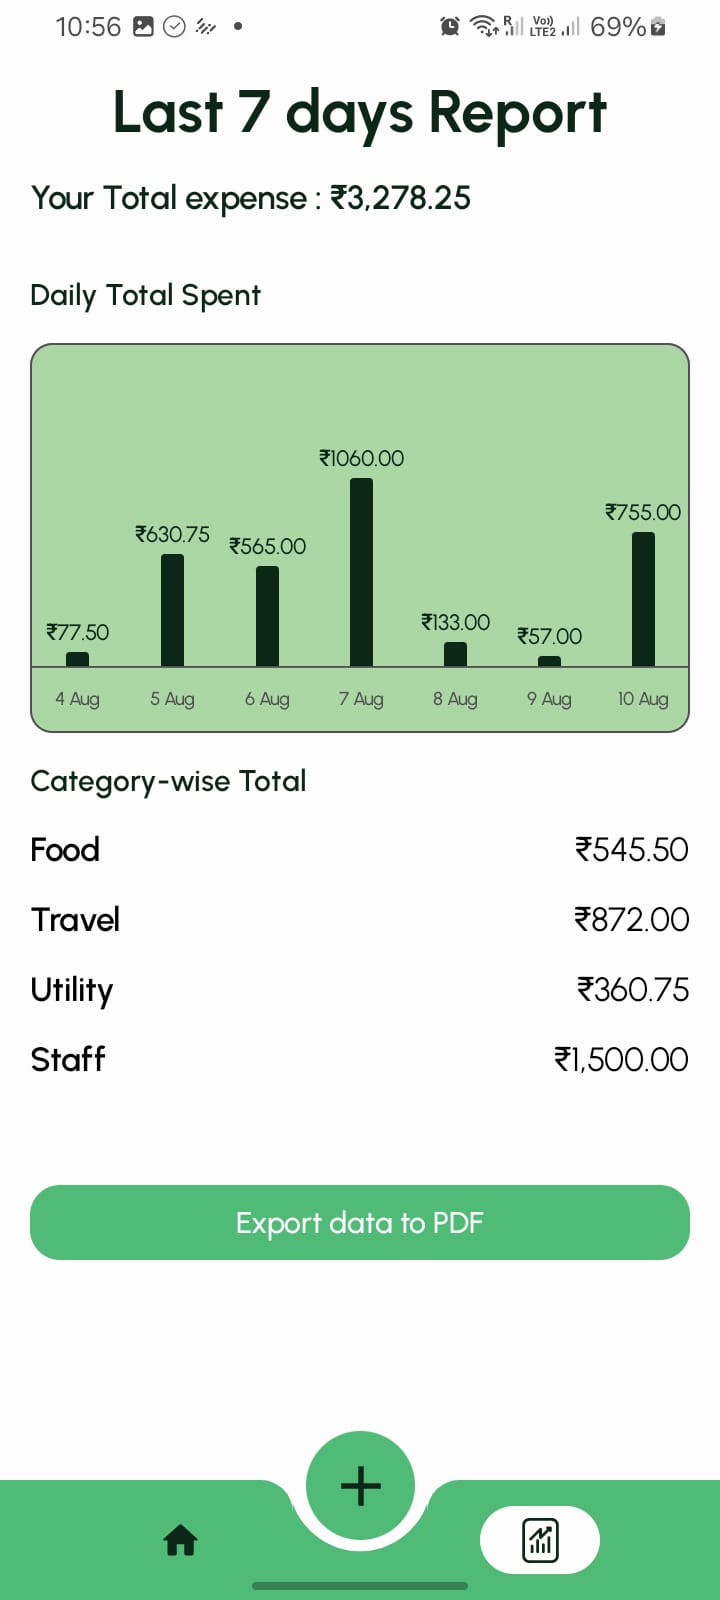 10:56 R Vo)) LTE2 69%
Last 7 days Report
Your Total expense : ₹3,278.25
Daily Total Spent
₹1060.00
₹755.00
₹630.75 ₹565.00
₹77.50 ₹133.00 ₹57.00
4 Aug 5 Aug 6 Aug 7 Aug 8 Aug 9 Aug 10 Aug
Category-wise Total
Food ₹545.50
Travel ₹872.00
Utility ₹360.75
Staff ₹1,500.00
Export data to PDF